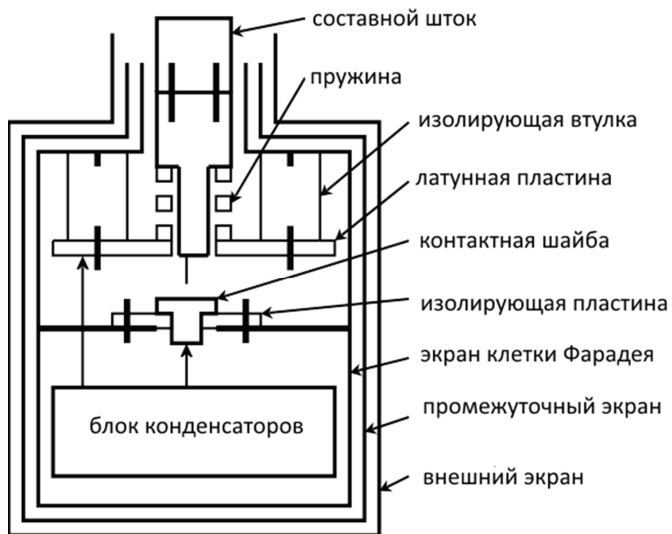 составной шток
пружина
изолирующая втулка
латунная пластина
контактная шайба
изолирующая пластина
экран клетки Фарадея
промежуточный экран
внешний экран
блок конденсаторов